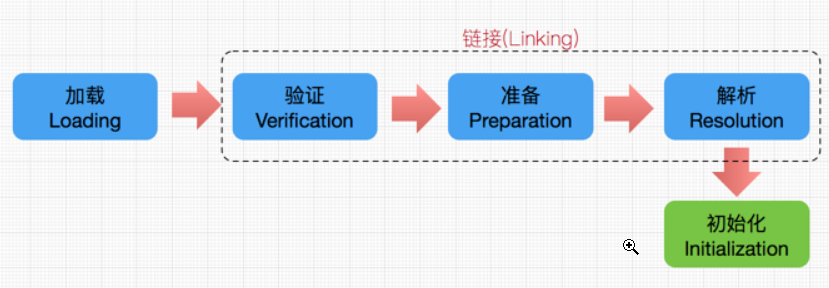 链接(Linking)
加载
Loading
验证
Verification
准备
Preparation
解析
Resolution
初始化
Initialization